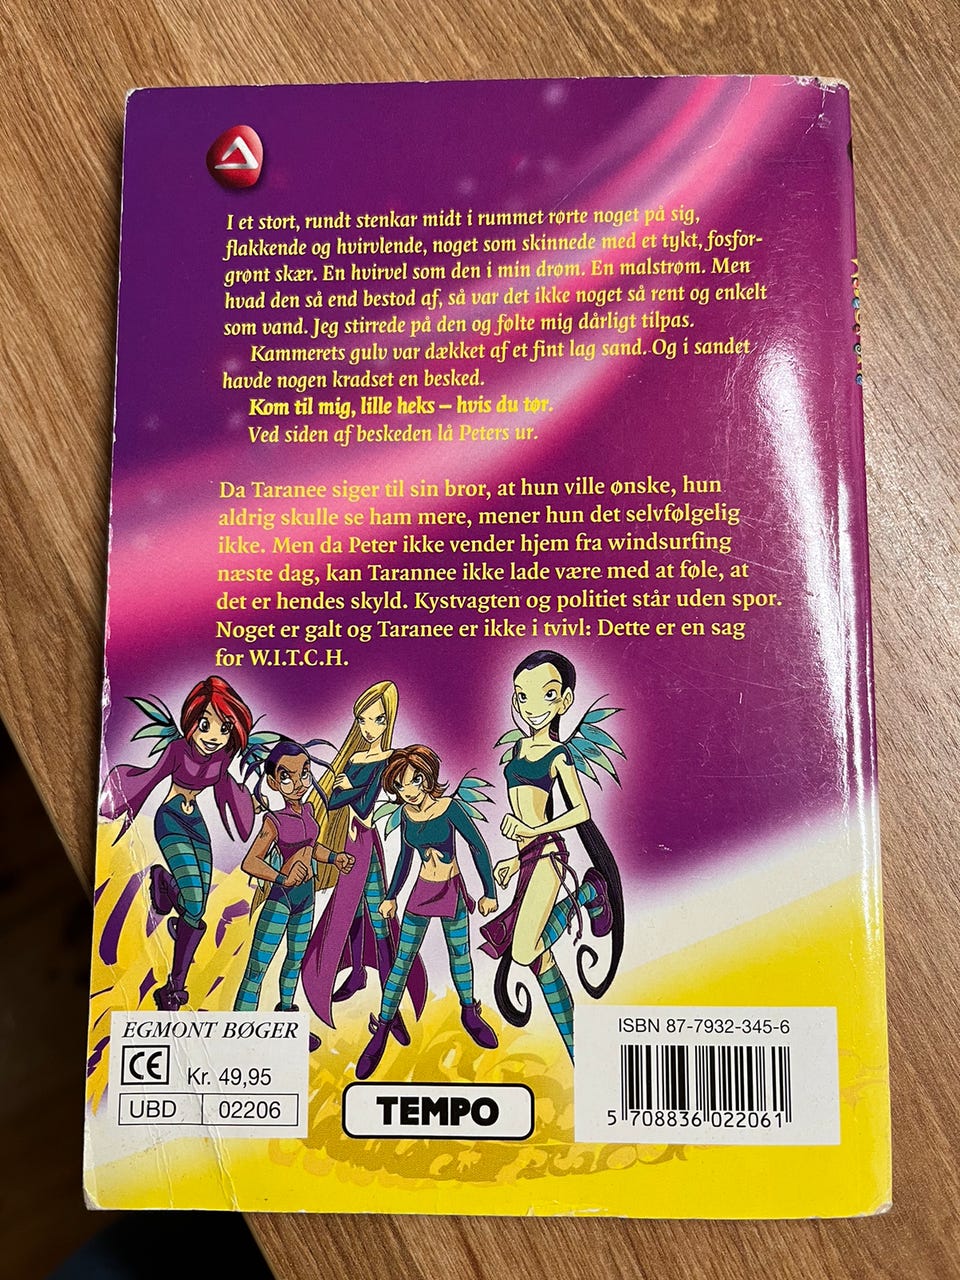 I et stort, rundt stenkar midt i rummet rørte noget på sig,
flakkende og hvirvlende, noget som skinnede med et tykt, fosfor-
grønt skær. En hvirvel som den i min drøm. En malstrøm. Men
hvad den så end bestod af, så var det ikke noget så rent og enkelt
som vand. Jeg stirrede på den og følte mig dårligt tilpas.
Kammerets gulv var dækket af et fint lag sand. Og i sandet
havde nogen kradset en besked.
Kom til mig, lille heks – hvis du tør.
Ved siden af beskeden lå Peters ur.
Da Taranee siger til sin bror, at hun ville ønske, hun
aldrig skulle se ham mere, mener hun det selvfølgelig
ikke. Men da Peter ikke vender hjem fra windsurfing
næste dag, kan Tarannee ikke lade være med at føle, at
det er hendes skyld. Kystvagten og politiet står uden spor.
Noget er galt og Taranee er ikke i tvivl: Dette er en sag
for W.I.T.C.H.
EGMONT BØGER
CE Kr. 49,95
UBD 02206
TEMPO
ISBN 87-7932-345-6
5 708836 022061